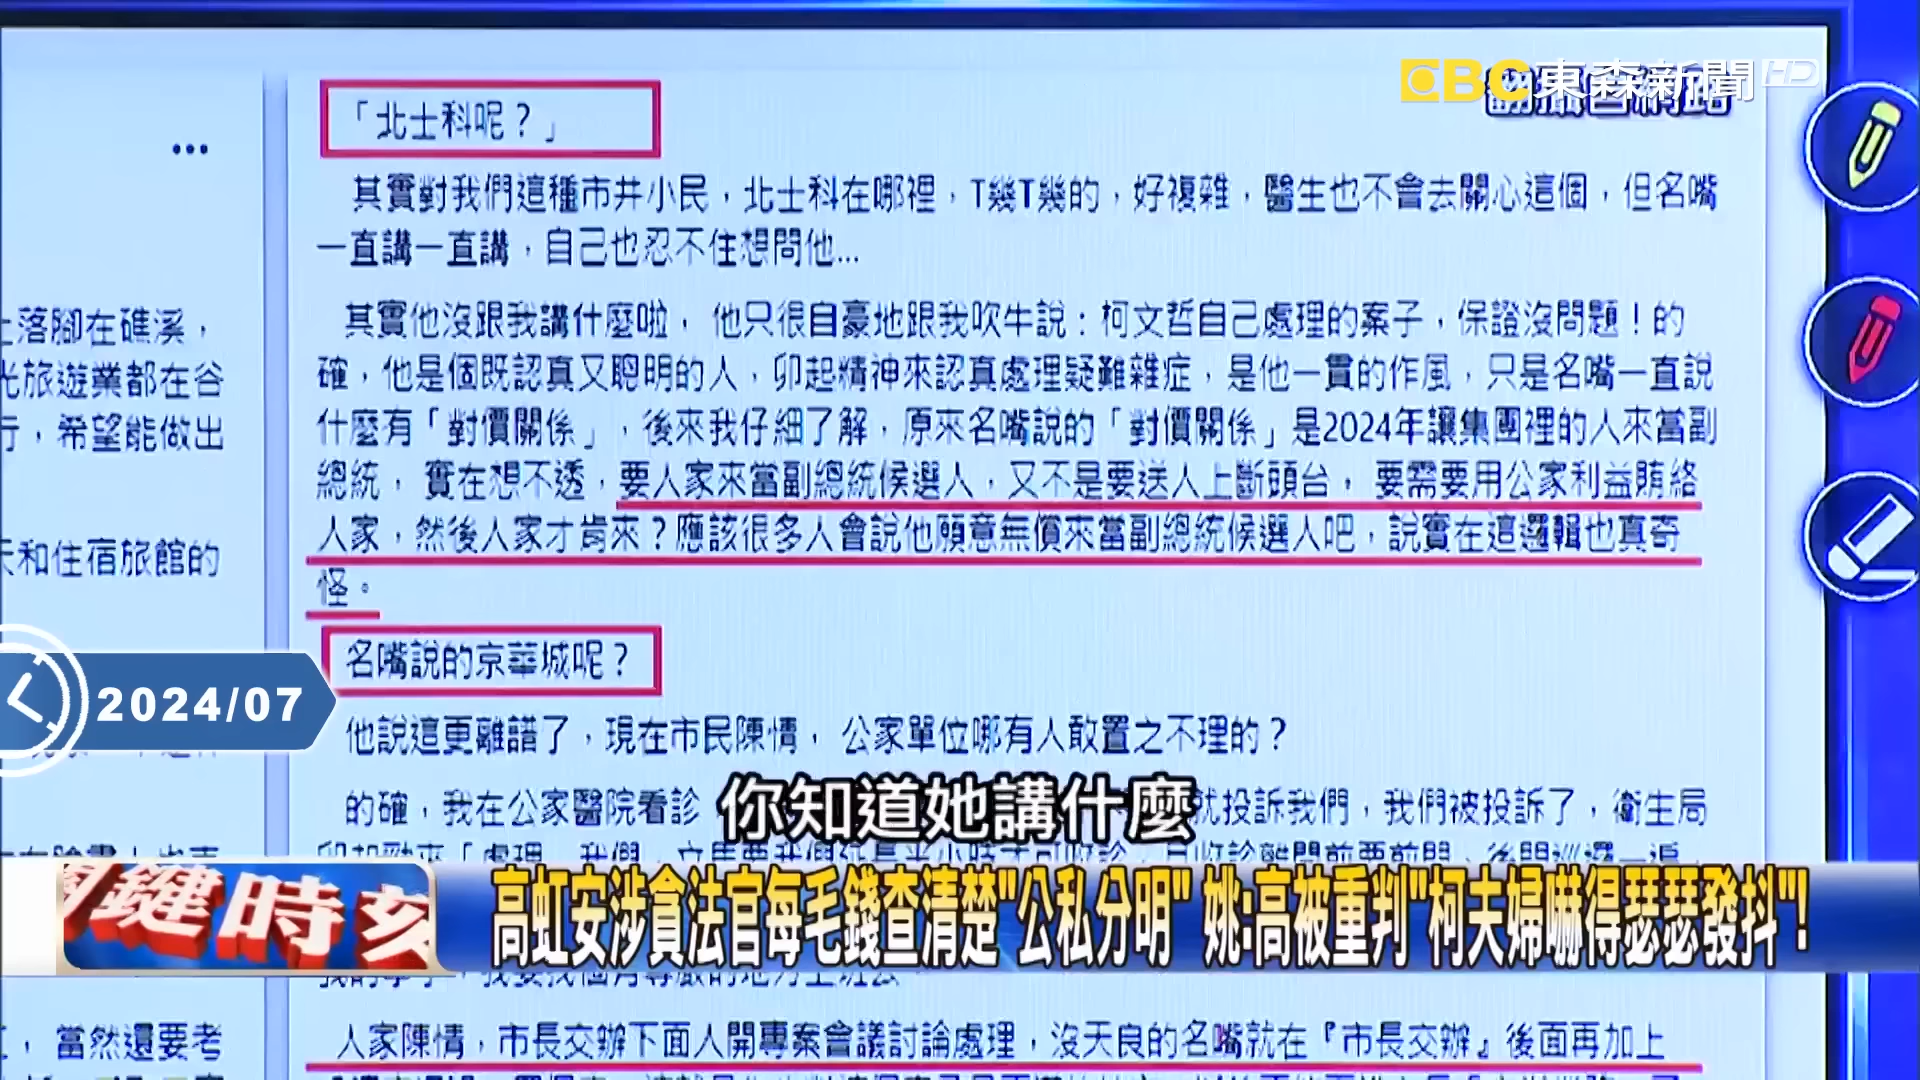 EBC 東森新聞 HD
「北士科呢？」
其實對我們這種市井小民，北士科在哪裡，T幾T幾的，好複雜，醫生也不會去關心這個，但名嘴
一直講一直講，自己也忍不住想問他...
其實他沒跟我講什麼啦， 他只很自豪地跟我吹牛說：柯文哲自己處理的案子，保證沒問題！的
確，他是個既認真又聰明的人，卯起精神來認真處理疑難雜症，是他一貫的作風，只是名嘴一直說
什麼有「對價關係」，後來我仔細了解，原來名嘴說的「對價關係」是2024年讓集團裡的人來當副
總統， 實在想不透，要人家來當副總統候選人，又不是要送人上斷頭台， 要需要用公家利益賄絡
人家，然後人家才肯來？應該很多人會說他願意無償來當副總統候選人吧，說實在這邏輯也真奇
怪。
名嘴說的京華城呢？
他說這更離譜了，現在市民陳情， 公家單位哪有人敢置之不理的？
的確，我在公家醫院看診
就投訴我們，我們被投訴了，衛生局
人家陳情，市長交辦下面人開專案會議討論處理，沒天良的名嘴就在『市長交辦』後面再加上
...
落腳在礁溪，
光旅遊業都在谷
行，希望能做出
和住宿旅館的
，當然還要考
2024/07
你知道她講什麼
關鍵時刻
高虹安涉貪法官每毛錢查清楚"公私分明" 姚:高被重判"柯夫婦嚇得瑟瑟發抖"!